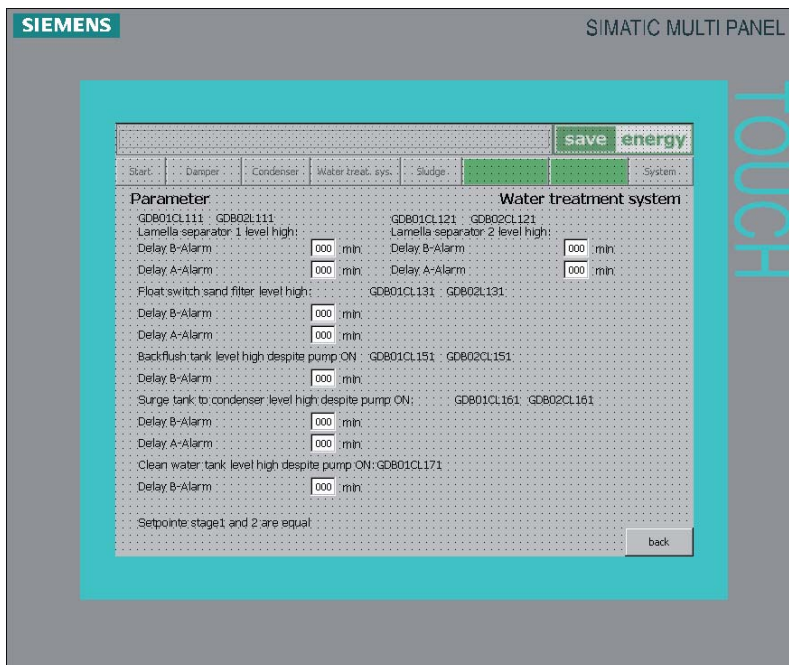 SIEMENS
SIMATIC MULTI PANEL
TOUCH
save energy
Start Damper Condenser Water treat. sys. Sludge System
Parameter Water treatment system
GDB01CL111 GDB02L111 GDB01CL121 GDB02CL121
Lamella separator 1 level high: Lamella separator 2 level high:
Delay B-Alarm 000 min Delay B-Alarm 000 min
Delay A-Alarm 000 min Delay A-Alarm 000 min
Float switch sand filter level high: GDB01CL131 GDB02L131
Delay B-Alarm 000 min
Delay A-Alarm 000 min
Backflush tank level high despite pump ON GDB01CL151 GDB02CL151
Delay B-Alarm 000 min
Surge tank to condenser level high despite pump ON: GDB01CL161 GDB02CL161
Delay B-Alarm 000 min
Delay A-Alarm 000 min
Clean water tank level high despite pump ON: GDB01CL171
Delay B-Alarm 000 min
Setpointe stage1 and 2 are equal
back